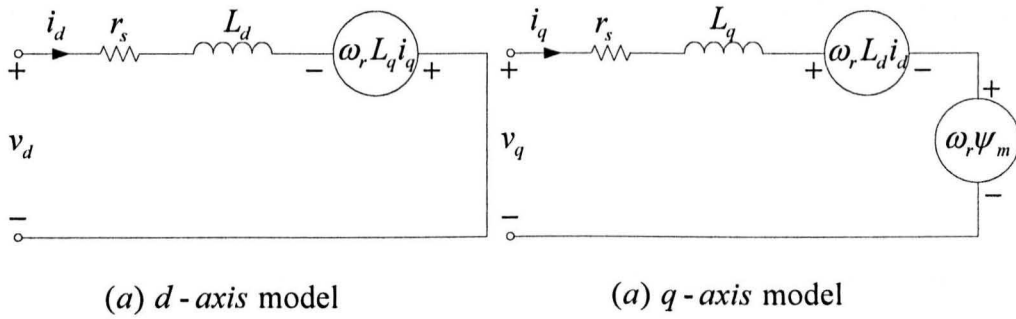 i_d r_s L_d
− ω_r L_q i_q +
+
v_d
−
(a) d - axis model
i_q r_s L_q
+ ω_r L_d i_d −
+
v_q
−
+
ω_r ψ_m
−
(a) q - axis model